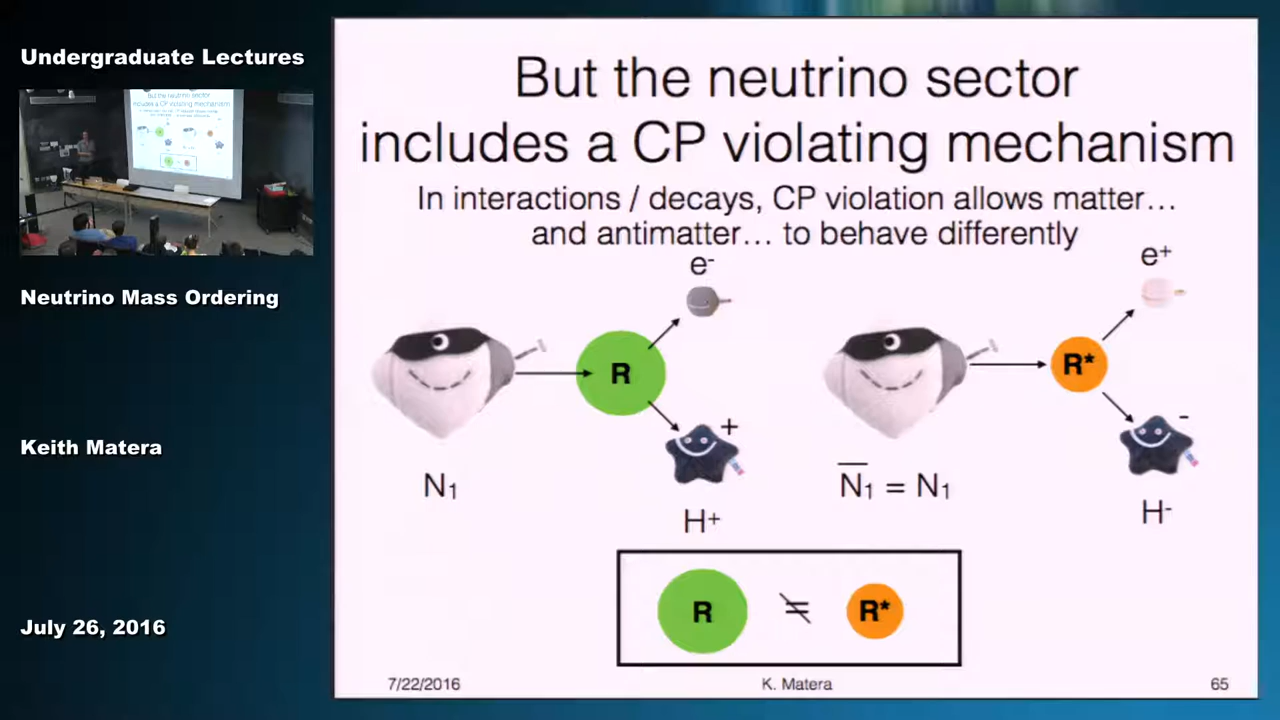 Undergraduate Lectures
Neutrino Mass Ordering
Keith Matera
July 26, 2016
But the neutrino sector
includes a CP violating mechanism
In interactions / decays, CP violation allows matter…
and antimatter… to behave differently
e-
e+
R
R*
+
-
N1
N̅1 = N1
H+
H-
R ≠ R*
7/22/2016
K. Matera
65